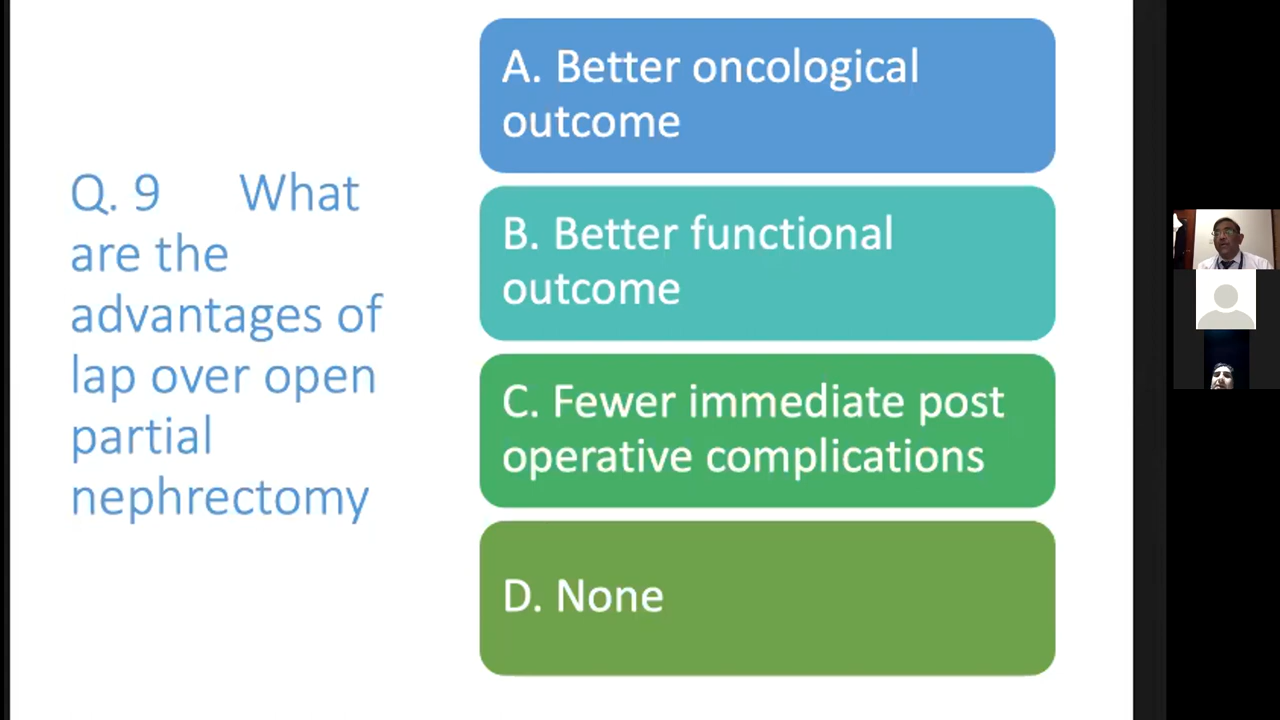 Q. 9 What
are the
advantages of
lap over open
partial
nephrectomy
A. Better oncological
outcome
B. Better functional
outcome
C. Fewer immediate post
operative complications
D. None